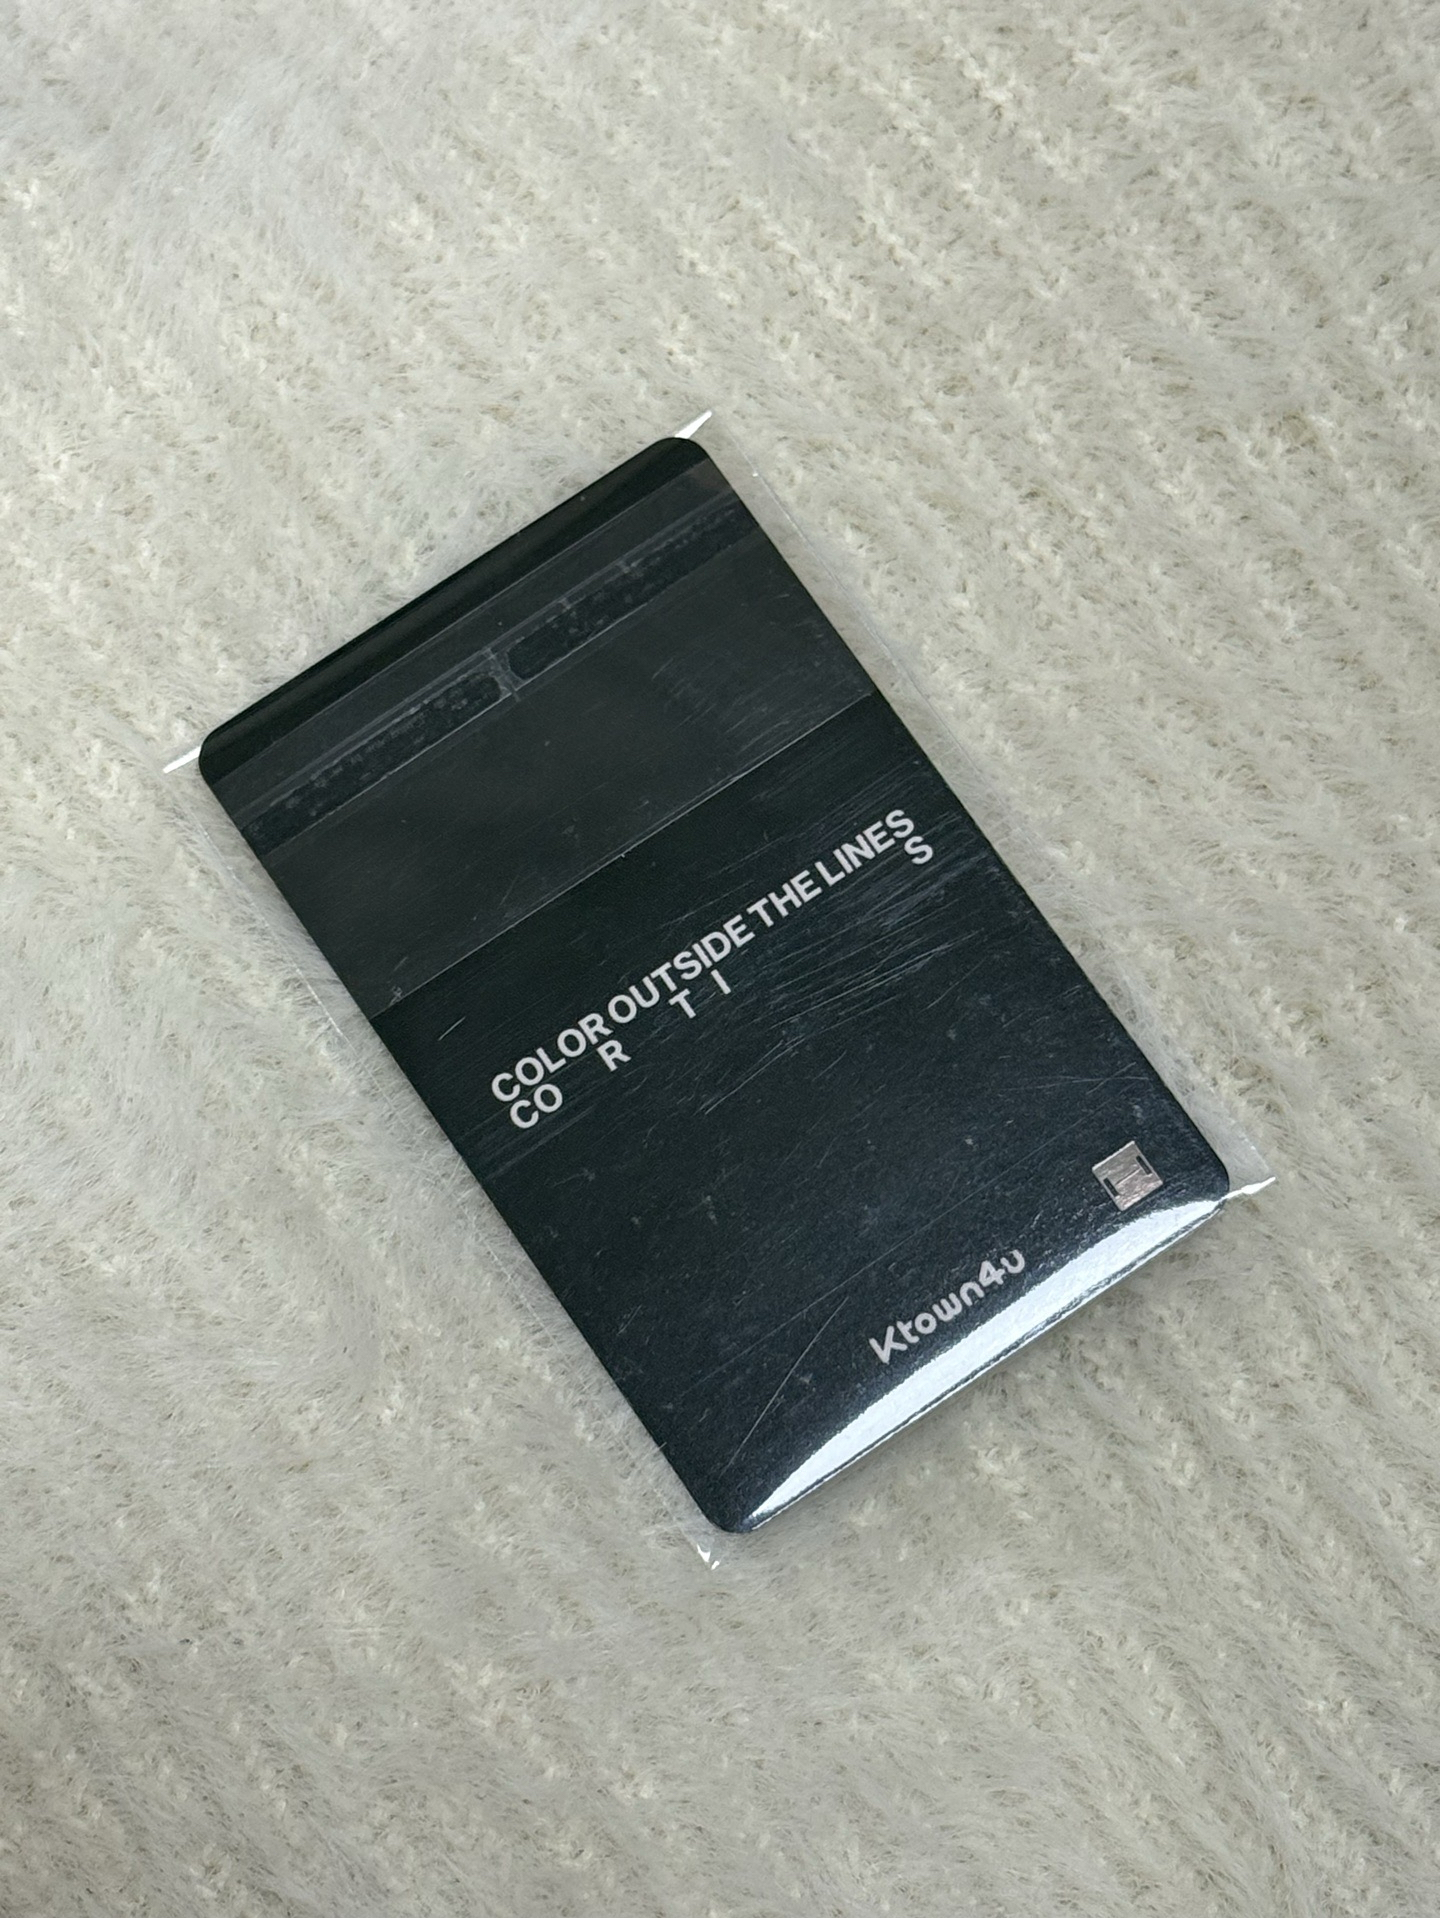 COLOR OUTSIDE THE LINES
CO R T I S
Ktown4u